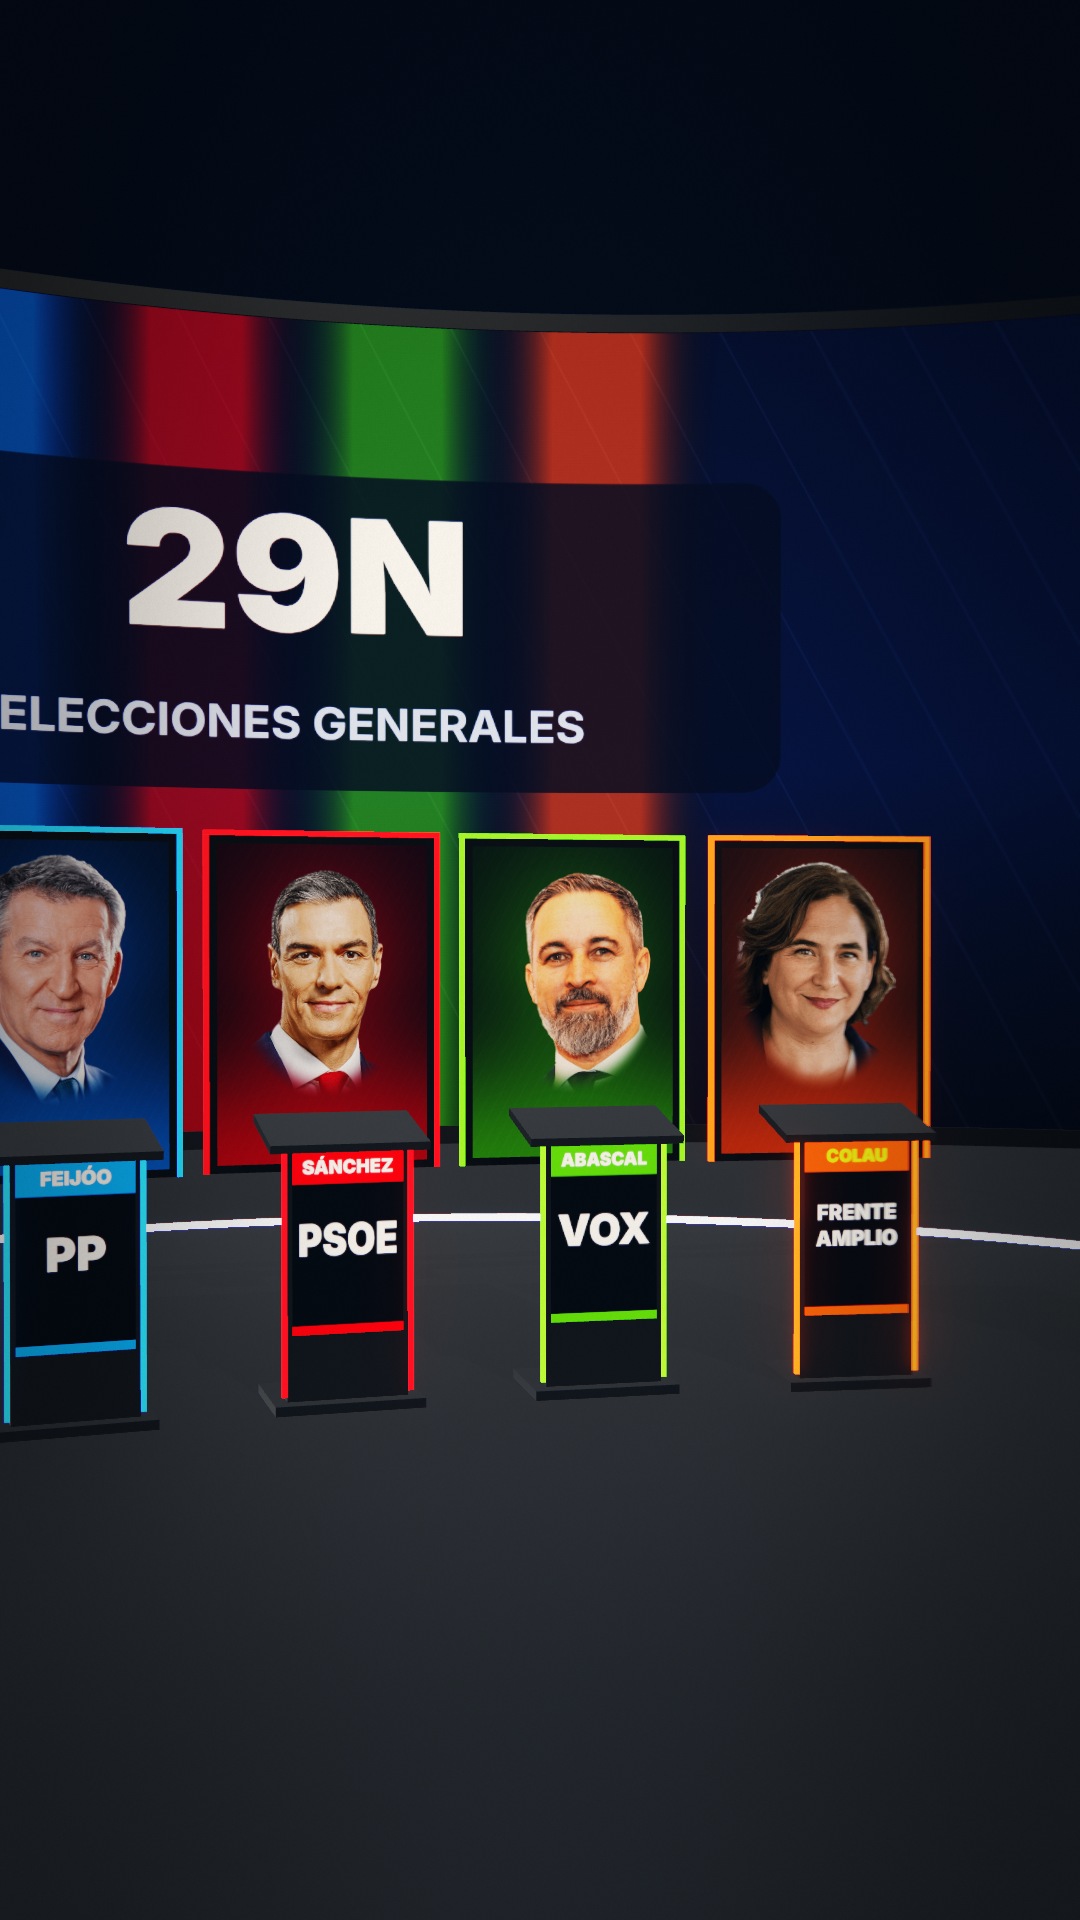 29N
ELECCIONES GENERALES
FEIJÓO
PP
SÁNCHEZ
PSOE
ABASCAL
VOX
COLAU
FRENTE
AMPLIO